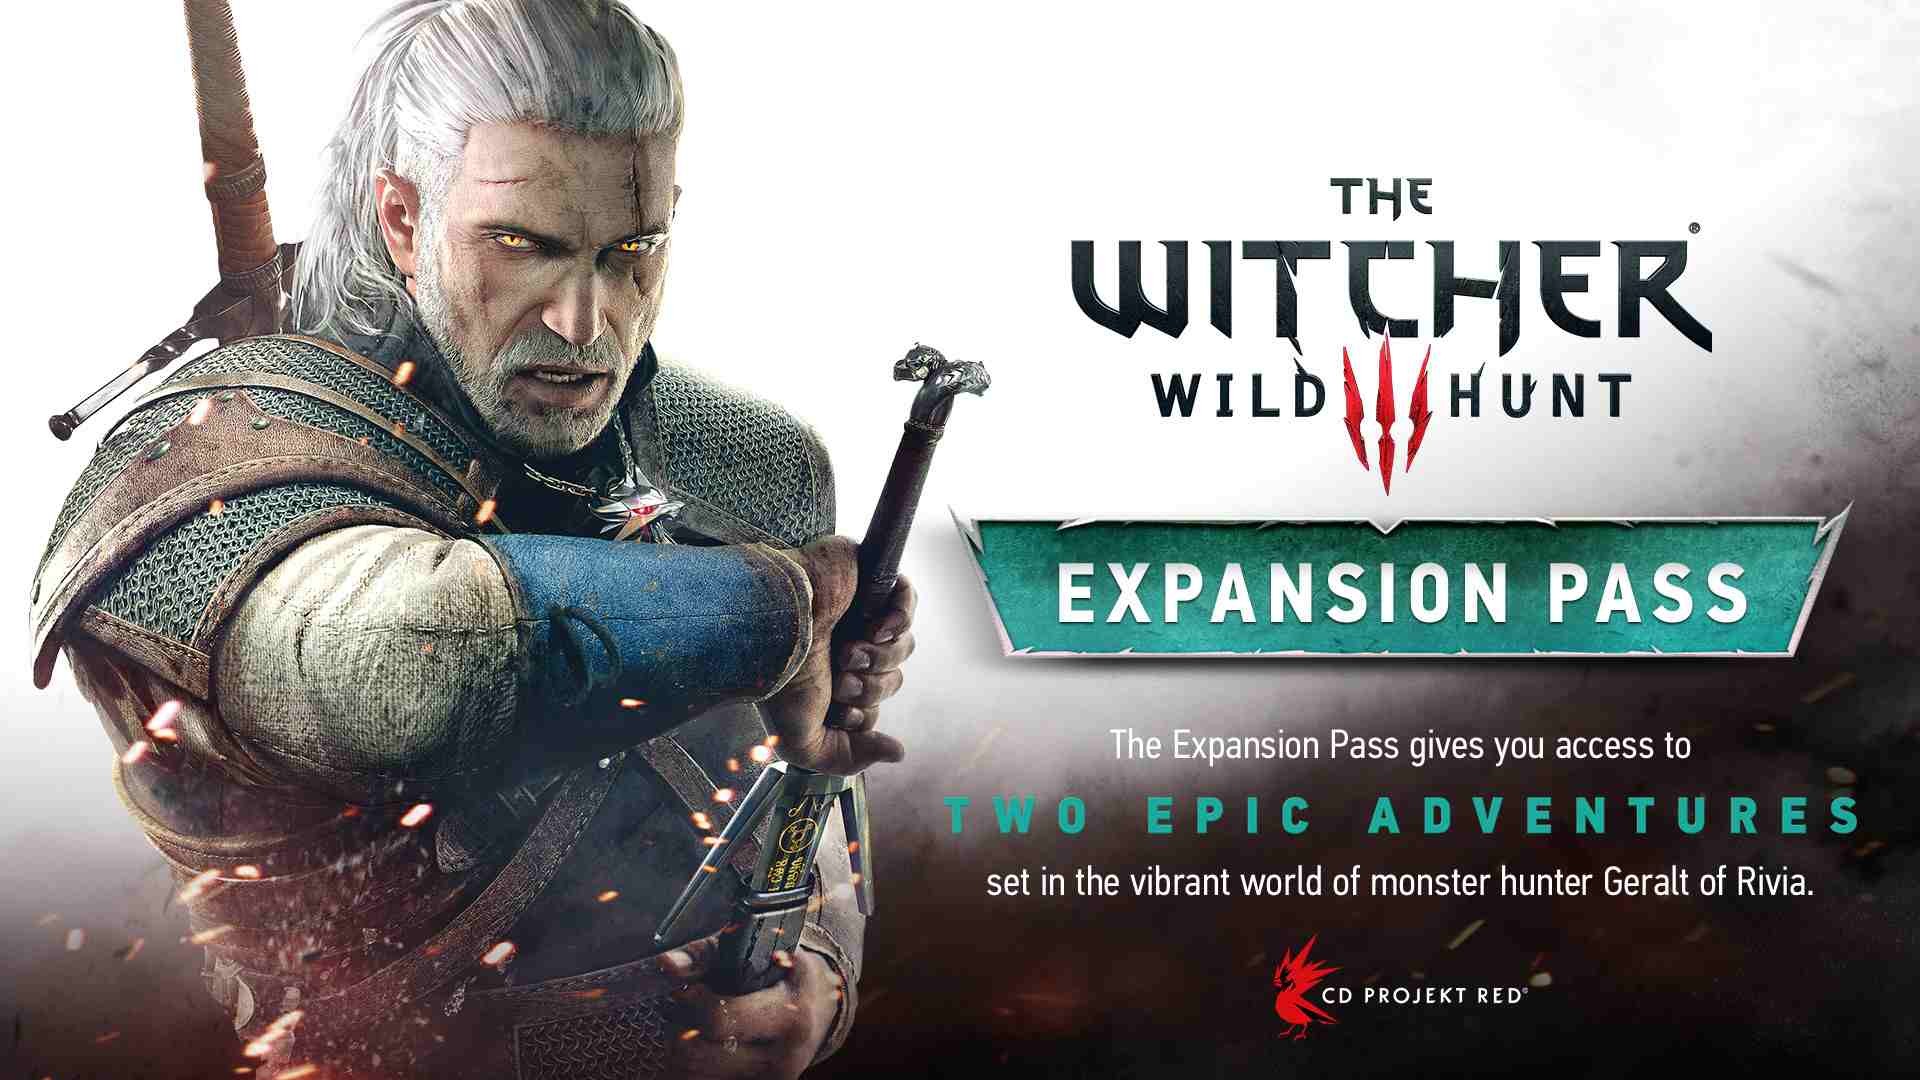 THE
WITCHER®
WILD HUNT
EXPANSION PASS
The Expansion Pass gives you access to
TWO EPIC ADVENTURES
set in the vibrant world of monster hunter Geralt of Rivia.
CD PROJEKT RED®